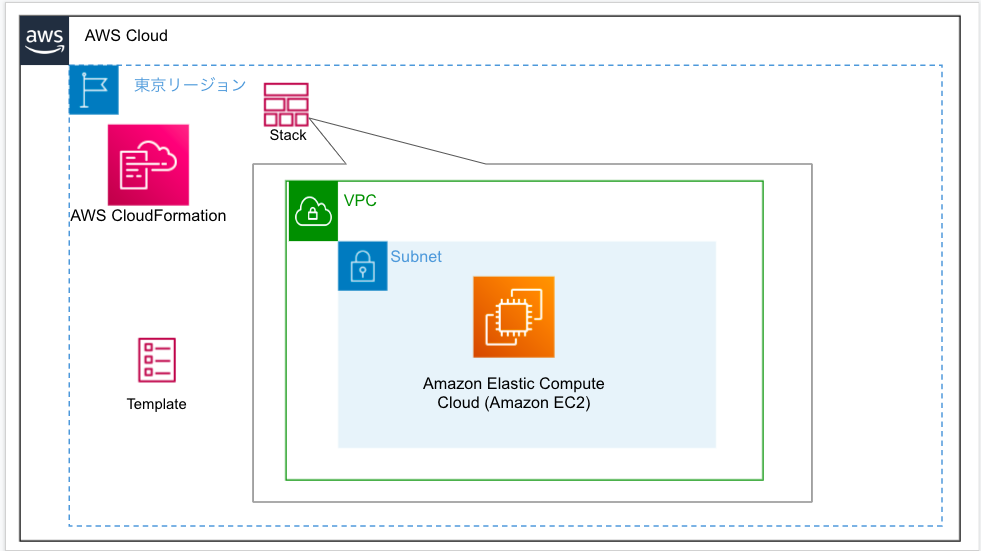 aws
AWS Cloud
東京リージョン
Stack
AWS CloudFormation
VPC
Subnet
Amazon Elastic Compute
Cloud (Amazon EC2)
Template